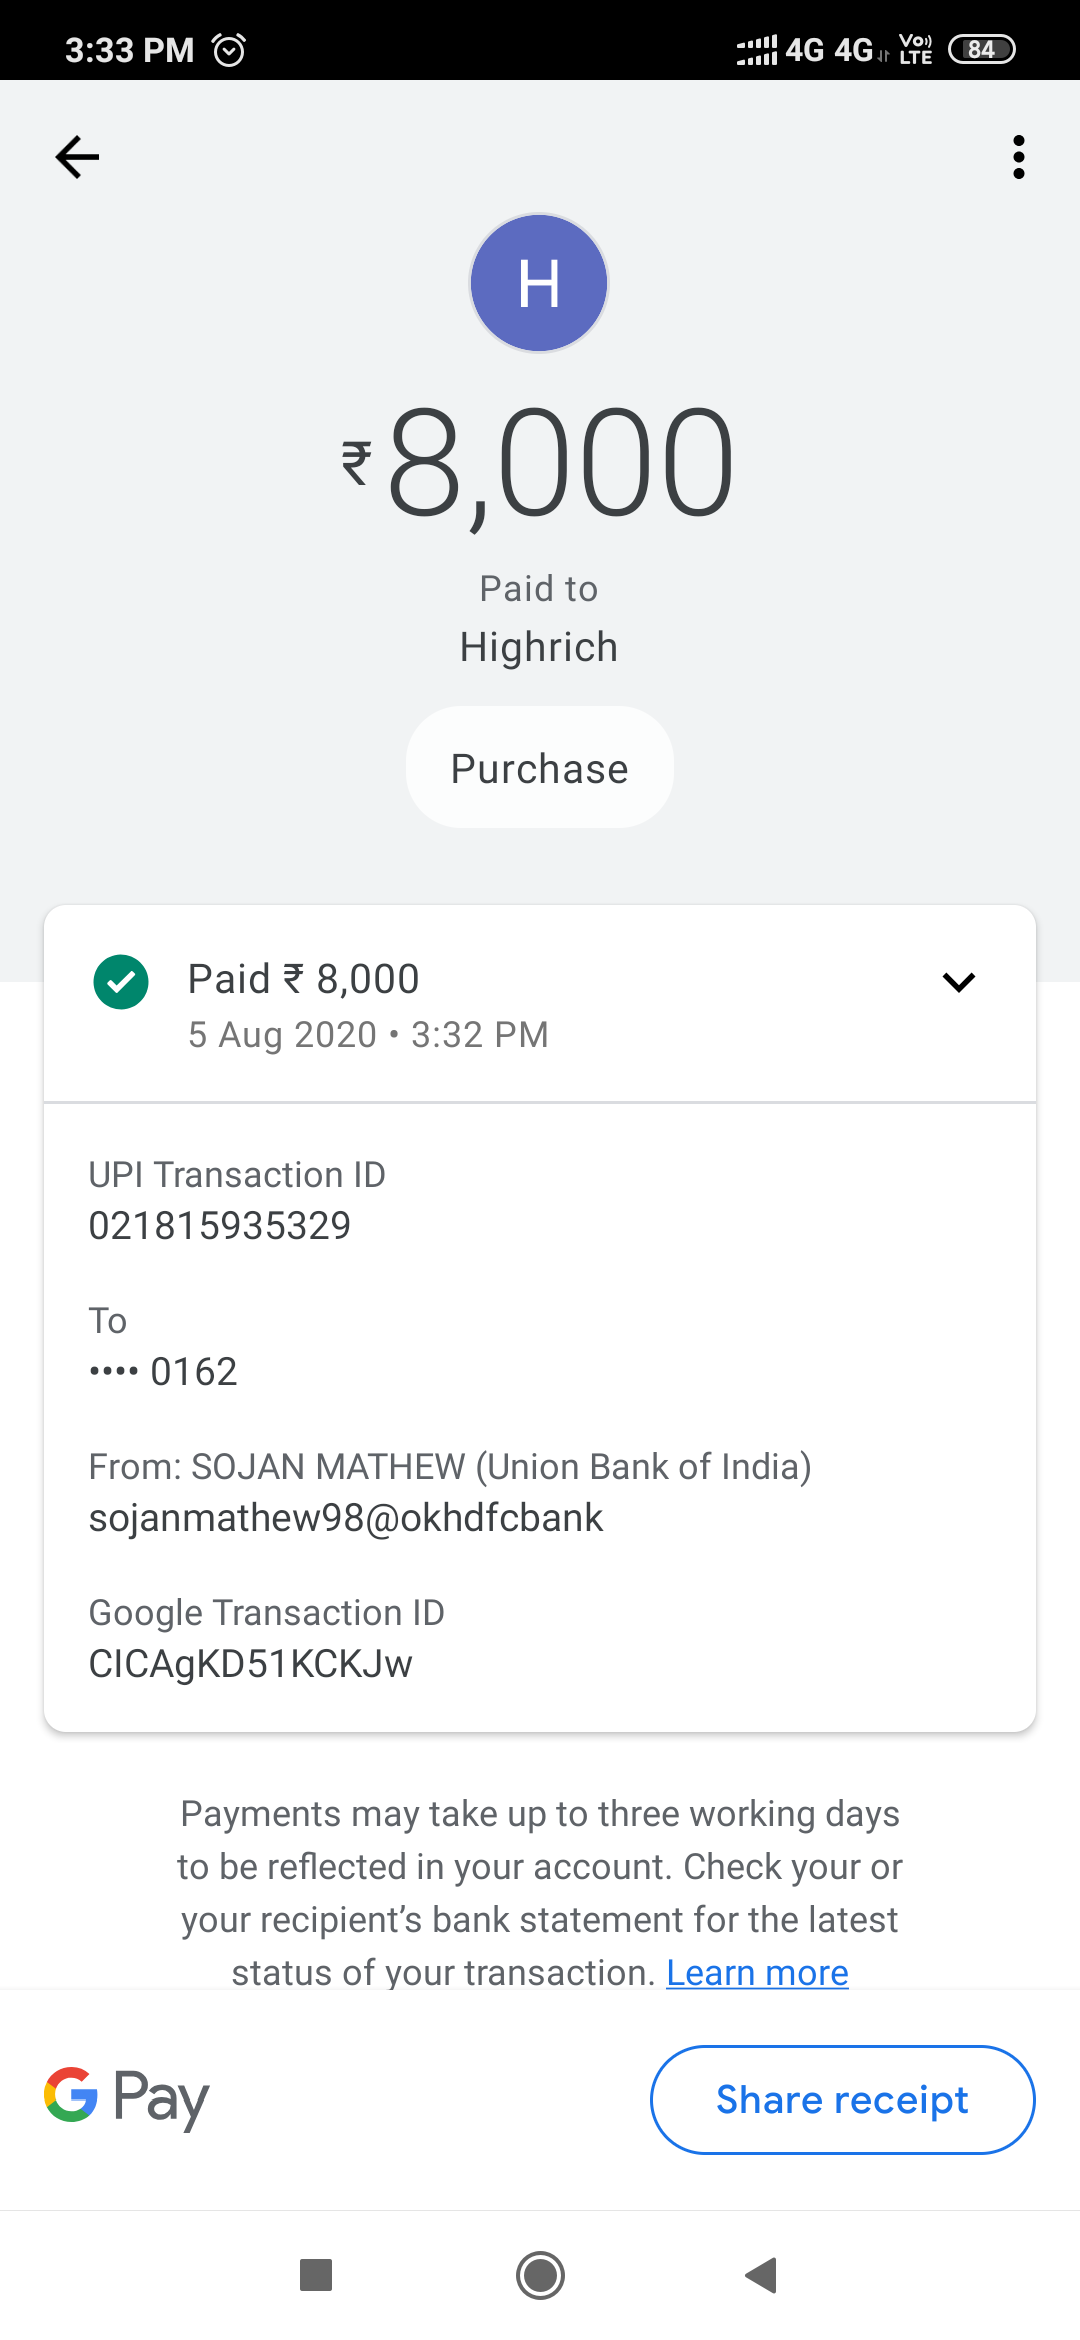 3:33 PM 4G 4G Vo)) LTE 84
H
₹8,000
Paid to
Highrich
Purchase
Paid ₹ 8,000
5 Aug 2020 • 3:32 PM
UPI Transaction ID
021815935329
To
•••• 0162
From: SOJAN MATHEW (Union Bank of India)
sojanmathew98@okhdfcbank
Google Transaction ID
CICAgKD51KCKJw
Payments may take up to three working days
to be reflected in your account. Check your or
your recipient’s bank statement for the latest
status of your transaction. Learn more
G Pay
Share receipt